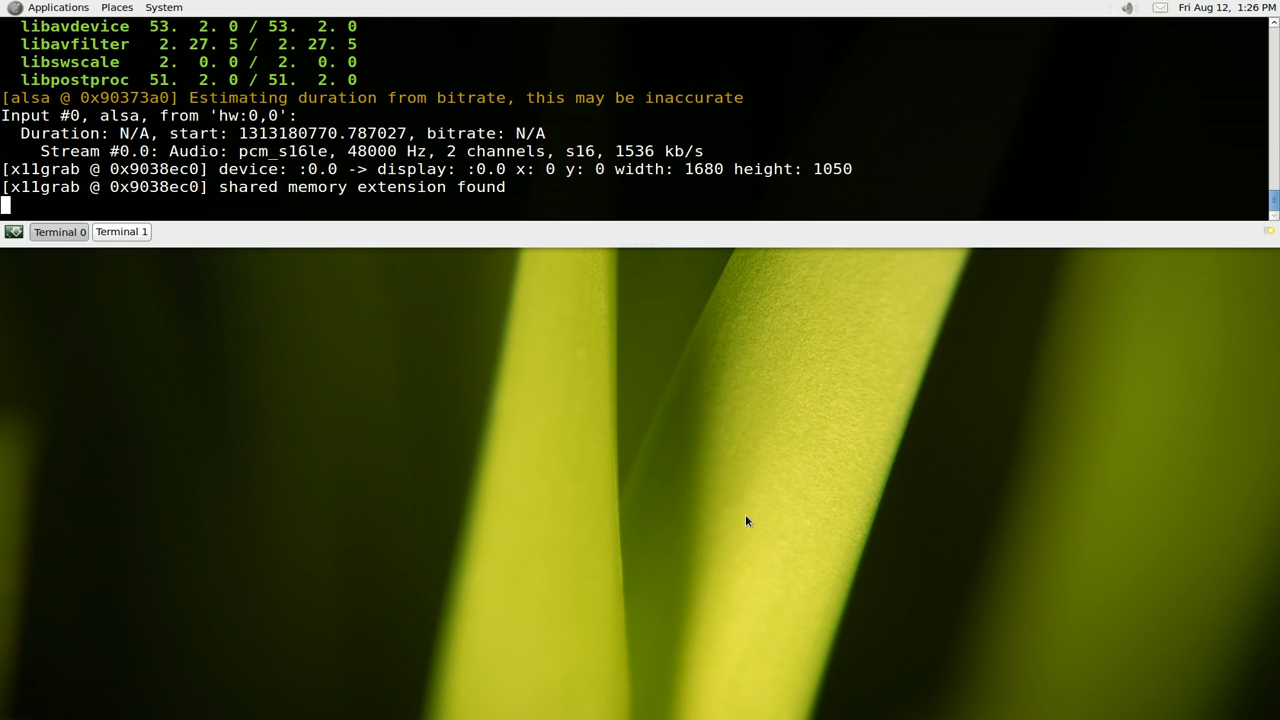 Applications Places System Fri Aug 12, 1:26 PM
libavdevice 53. 2. 0 / 53. 2. 0
libavfilter 2. 27. 5 / 2. 27. 5
libswscale 2. 0. 0 / 2. 0. 0
libpostproc 51. 2. 0 / 51. 2. 0
[alsa @ 0x90373a0] Estimating duration from bitrate, this may be inaccurate
Input #0, alsa, from 'hw:0,0':
Duration: N/A, start: 1313180770.787027, bitrate: N/A
Stream #0.0: Audio: pcm_s16le, 48000 Hz, 2 channels, s16, 1536 kb/s
[x11grab @ 0x9038ec0] device: :0.0 -> display: :0.0 x: 0 y: 0 width: 1680 height: 1050
[x11grab @ 0x9038ec0] shared memory extension found
Terminal 0 Terminal 1